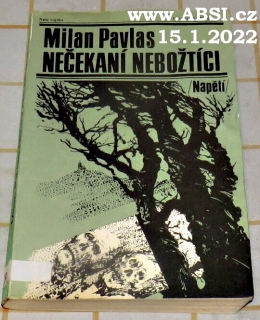 www.ABSI.cz
Milan Pavlas
15.1.2022
NEČEKANÍ NEBOŽTÍCI
Napětí